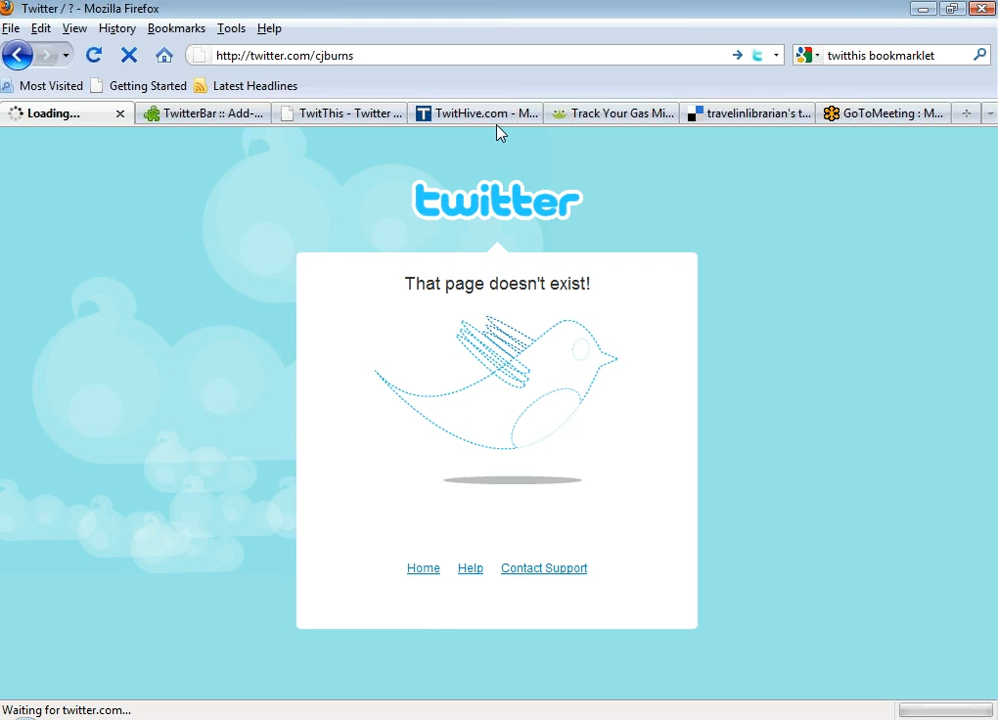 Twitter / ? - Mozilla Firefox
File Edit View History Bookmarks Tools Help
http://twitter.com/cjburns
twitthis bookmarklet
Most Visited Getting Started Latest Headlines
Loading... TwitterBar :: Add-... TwitThis - Twitter ... TwitHive.com - M... Track Your Gas Mi... travelinlibrarian's t... GoToMeeting : M...
twitter
That page doesn't exist!
Home Help Contact Support
Waiting for twitter.com...